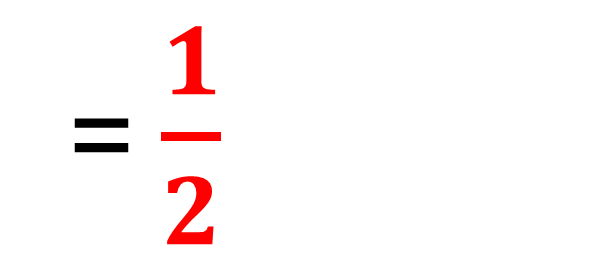 = 1/2